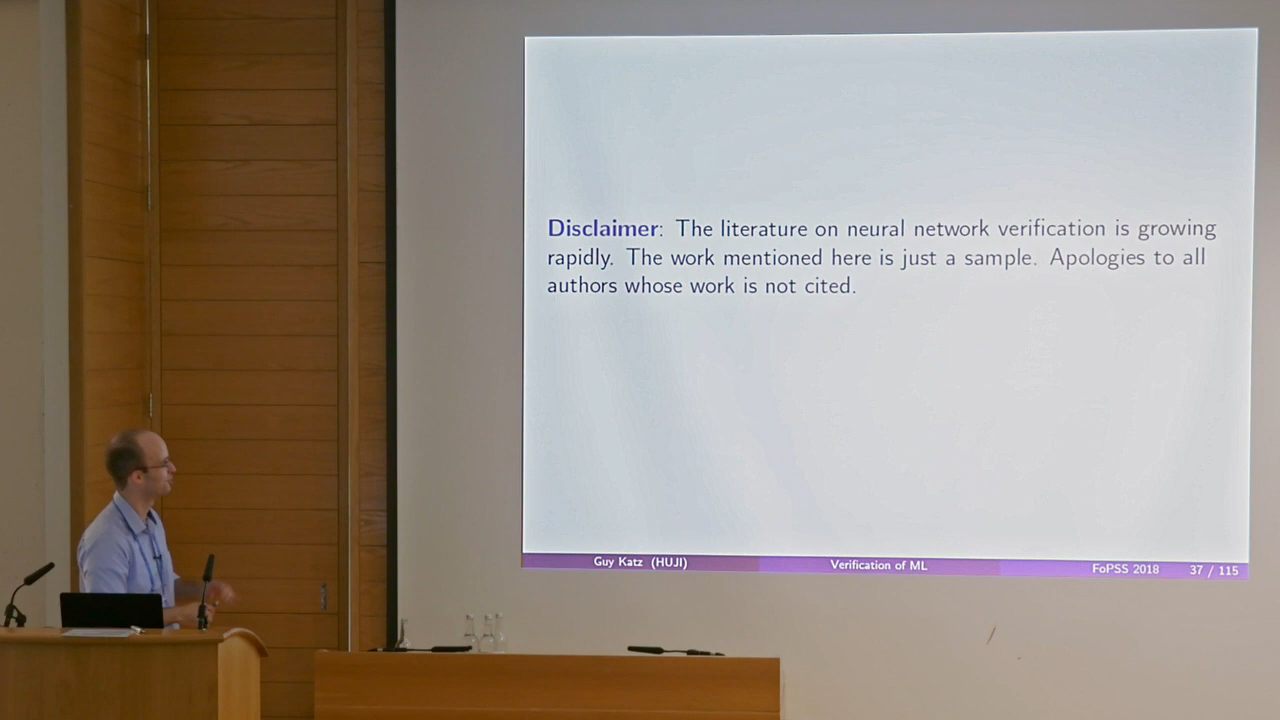 Disclaimer: The literature on neural network verification is growing
rapidly. The work mentioned here is just a sample. Apologies to all
authors whose work is not cited.
Guy Katz (HUJI) Verification of ML FoPSS 2018 37 / 115